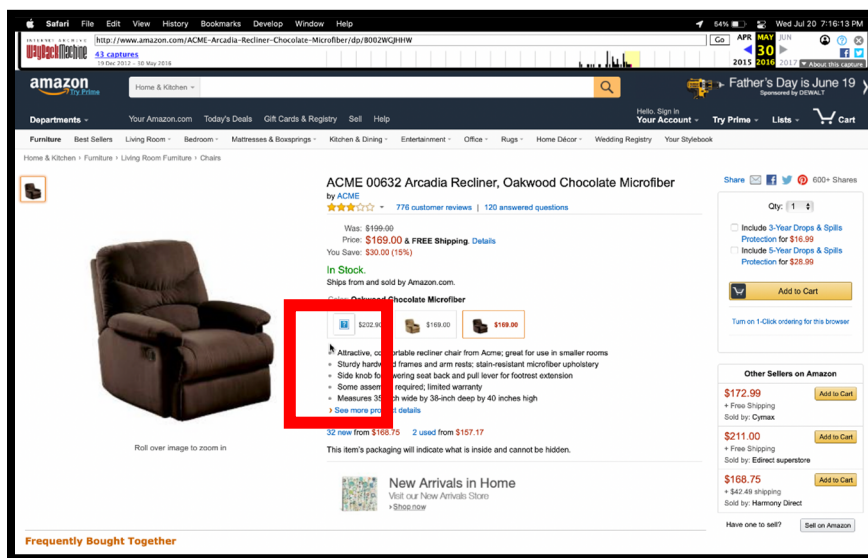 Safari File Edit View History Bookmarks Develop Window Help 54% Wed Jul 20 7:16:13 PM
INTERNET ARCHIVE http://www.amazon.com/ACME-Arcadia-Recliner-Chocolate-Microfiber/dp/B002WGJHHW Go APR MAY JUN
WayBackMachine 43 captures 30
19 Dec 2012 - 30 May 2016 2015 2016 2017 About this capture
amazon Home & Kitchen Father's Day is June 19
Try Prime Sponsored by DEWALT
Hello. Sign in
Departments Your Amazon.com Today's Deals Gift Cards & Registry Sell Help Your Account Try Prime Lists Cart
Furniture Best Sellers Living Room Bedroom Mattresses & Boxsprings Kitchen & Dining Entertainment Office Rugs Home Décor Wedding Registry Your Stylebook
Home & Kitchen › Furniture › Living Room Furniture › Chairs
ACME 00632 Arcadia Recliner, Oakwood Chocolate Microfiber
by ACME
776 customer reviews | 120 answered questions
Was: $199.00
Price: $169.00 & FREE Shipping. Details
You Save: $30.00 (15%)
In Stock.
Ships from and sold by Amazon.com.
Oakwood Chocolate Microfiber
? $202.90 $169.00 $169.00
Attractive, recliner chair from Acme; great for use in smaller rooms
Sturdy frames and arm rests; stain-resistant microfiber upholstery
Side knob seat back and pull lever for footrest extension
Some required; limited warranty
Measures wide by 38-inch deep by 40 inches high
› See more details
32 new from $168.75 2 used from $157.17
This item's packaging will indicate what is inside and cannot be hidden.
Roll over image to zoom in
New Arrivals in Home
Visit our New Arrivals Store
›Shop now
Frequently Bought Together
Share 600+ Shares
Qty: 1
Include 3-Year Drops & Spills
Protection for $16.99
Include 5-Year Drops & Spills
Protection for $28.99
Add to Cart
Turn on 1-Click ordering for this browser
Other Sellers on Amazon
$172.99 Add to Cart
+ Free Shipping
Sold by: Cymax
$211.00 Add to Cart
+ Free Shipping
Sold by: Edirect superstore
$168.75 Add to Cart
+ $42.49 shipping
Sold by: Harmony Direct
Have one to sell? Sell on Amazon